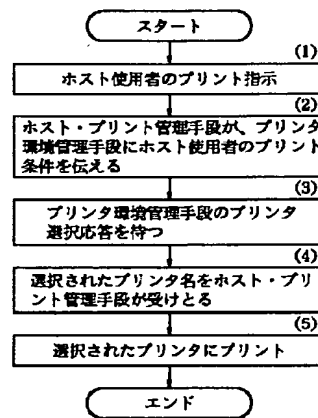 スタート
(1)
ホスト使用者のプリント指示
(2)
ホスト・プリント管理手段が、プリンタ
環境管理手段にホスト使用者のプリント
条件を伝える
(3)
プリンタ環境管理手段のプリンタ
選択応答を待つ
(4)
選択されたプリンタ名をホスト・プリ
ント管理手段が受けとる
(5)
選択されたプリンタにプリント
エンド